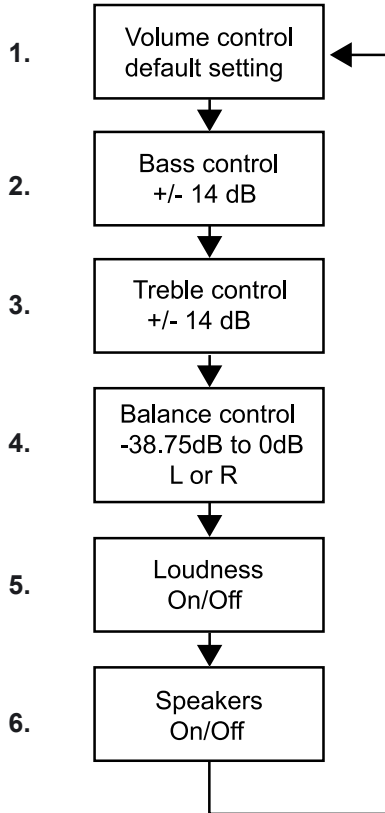 1.
Volume control
default setting
2.
Bass control
+/- 14 dB
3.
Treble control
+/- 14 dB
4.
Balance control
-38.75dB to 0dB
L or R
5.
Loudness
On/Off
6.
Speakers
On/Off